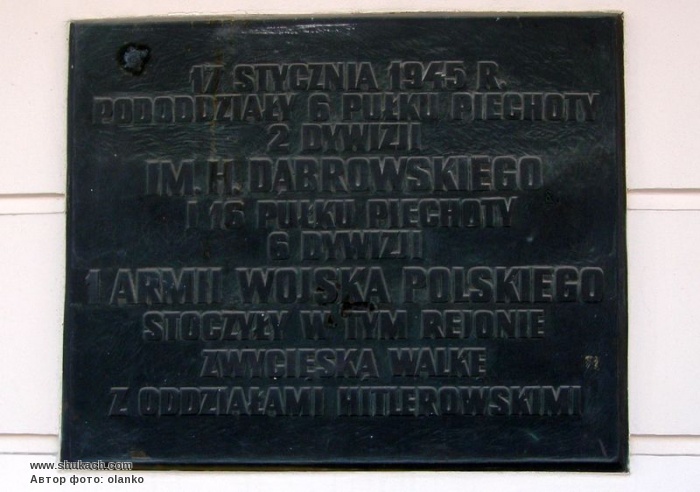 17 STYCZNIA 1945 R.
PODODDZIAŁY 6 PUŁKU PIECHOTY
2 DYWIZJI
IM. H. DĄBROWSKIEGO
I 16 PUŁKU PIECHOTY
6 DYWIZJI
1 ARMII WOJSKA POLSKIEGO
STOCZYŁY W TYM REJONIE
ZWYCIĘSKĄ WALKĘ
Z ODDZIAŁAMI HITLEROWSKIMI
www.shukach.com
Автор фото: olanko